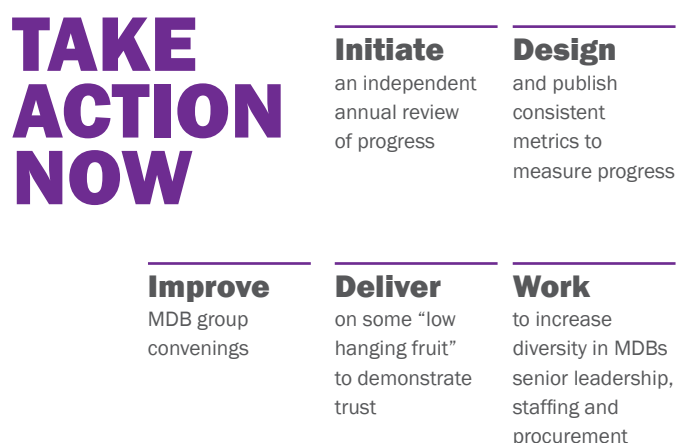 TAKE
ACTION
NOW
Initiate
an independent
annual review
of progress
Design
and publish
consistent
metrics to
measure progress
Improve
MDB group
convenings
Deliver
on some “low
hanging fruit”
to demonstrate
trust
Work
to increase
diversity in MDBs
senior leadership,
staffing and
procurement